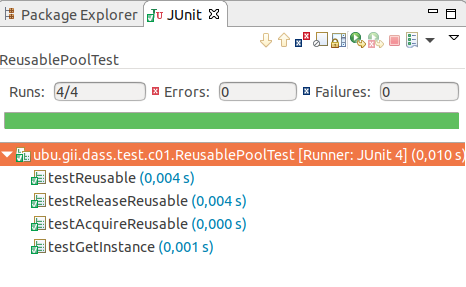 Package Explorer JUnit
ReusablePoolTest
Runs: 4/4 Errors: 0 Failures: 0
ubu.gii.dass.test.c01.ReusablePoolTest [Runner: JUnit 4] (0,010 s)
testReusable (0,004 s)
testReleaseReusable (0,004 s)
testAcquireReusable (0,000 s)
testGetInstance (0,001 s)